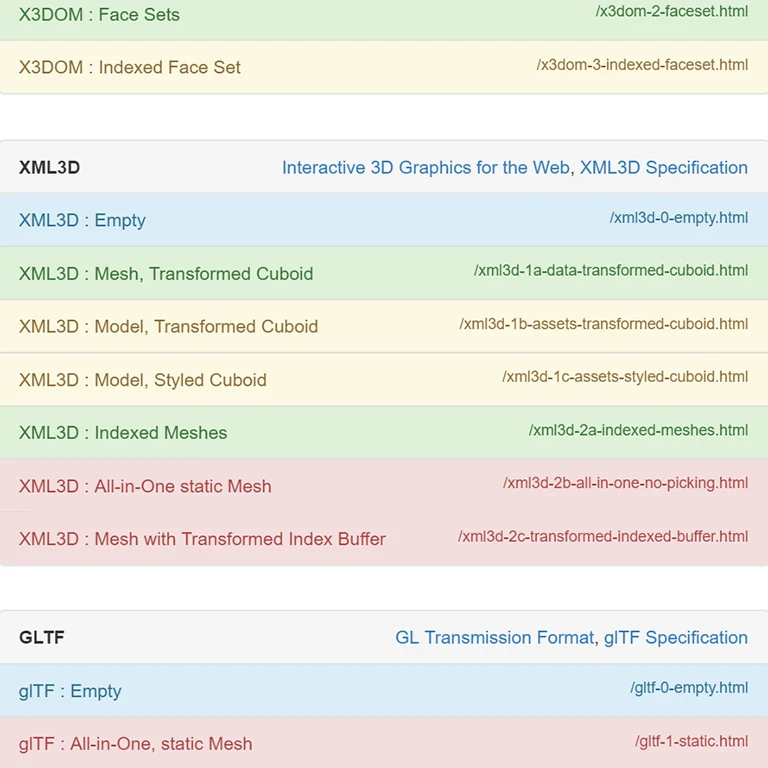 X3DOM : Face Sets /x3dom-2-faceset.html
X3DOM : Indexed Face Set /x3dom-3-indexed-faceset.html
XML3D Interactive 3D Graphics for the Web, XML3D Specification
XML3D : Empty /xml3d-0-empty.html
XML3D : Mesh, Transformed Cuboid /xml3d-1a-data-transformed-cuboid.html
XML3D : Model, Transformed Cuboid /xml3d-1b-assets-transformed-cuboid.html
XML3D : Model, Styled Cuboid /xml3d-1c-assets-styled-cuboid.html
XML3D : Indexed Meshes /xml3d-2a-indexed-meshes.html
XML3D : All-in-One static Mesh /xml3d-2b-all-in-one-no-picking.html
XML3D : Mesh with Transformed Index Buffer /xml3d-2c-transformed-indexed-buffer.html
GLTF GL Transmission Format, glTF Specification
glTF : Empty /gltf-0-empty.html
glTF : All-in-One, static Mesh /gltf-1-static.html